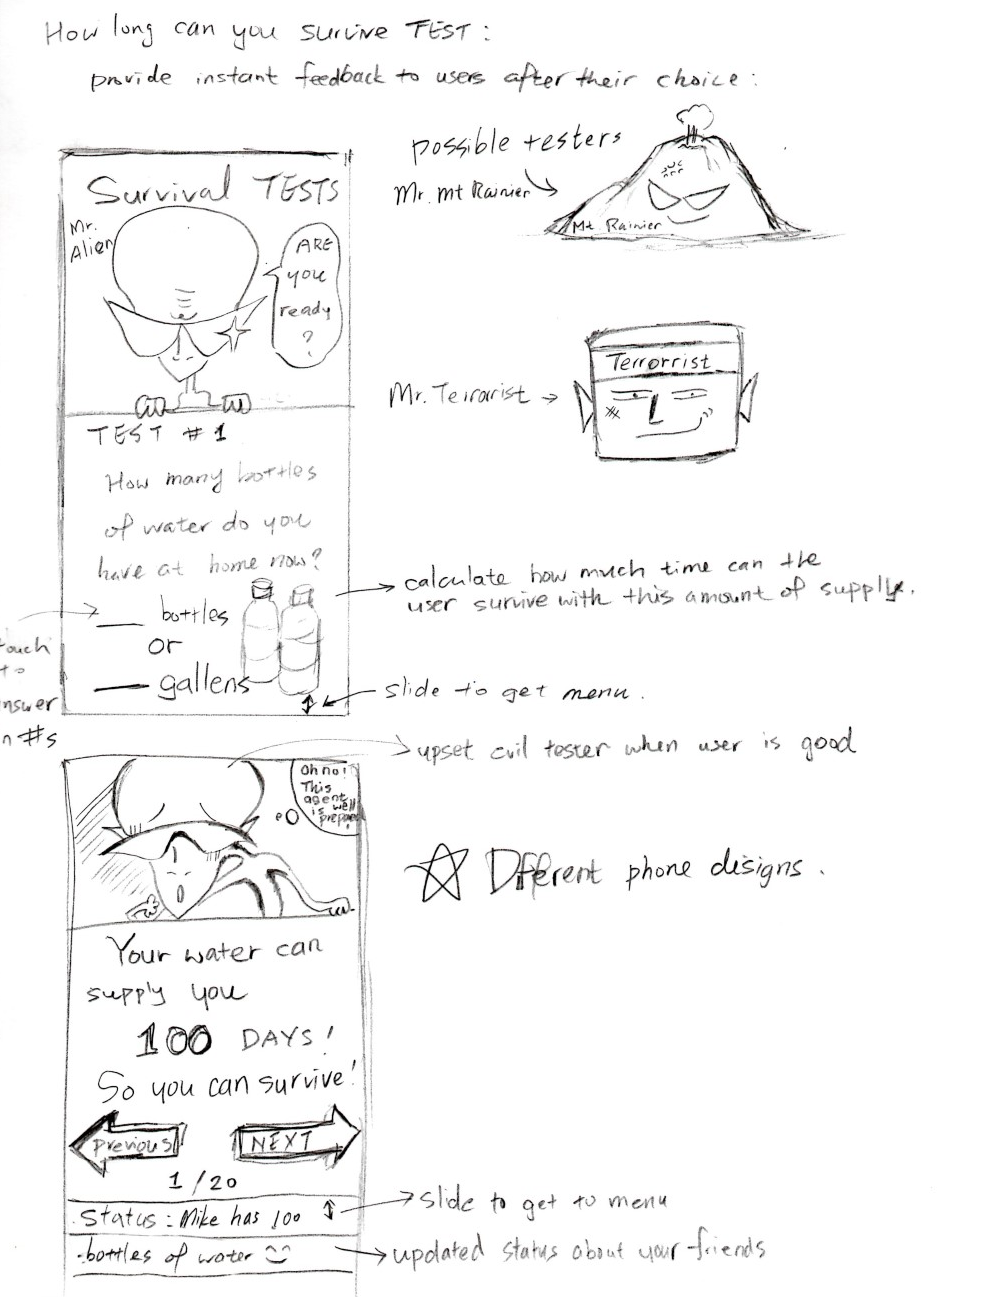 How long can you survive TEST :
provide instant feedback to users after their choice :
possible testers
Mr. mt Rainier
Mt. Rainier
Survival TESTS
Mr.
Alien
ARE
you
ready
?
Terrorrist
Mr. Terrorrist
TEST # 1
How many bottles
of water do you
have at home now?
bottles
or
gallens
calculate how much time can the
user survive with this amount of supply.
touch
to
nswer
n #s
slide to get menu.
upset evil tester when user is good
Oh no!
This
agent
is well
prepped
!
Dfferent phone disigns.
Your water can
supply you
100 DAYS!
So you can survive!
previous
NEXT
1/20
Status : Mike has 100
bottles of water
slide to get to menu
updated status about your friends